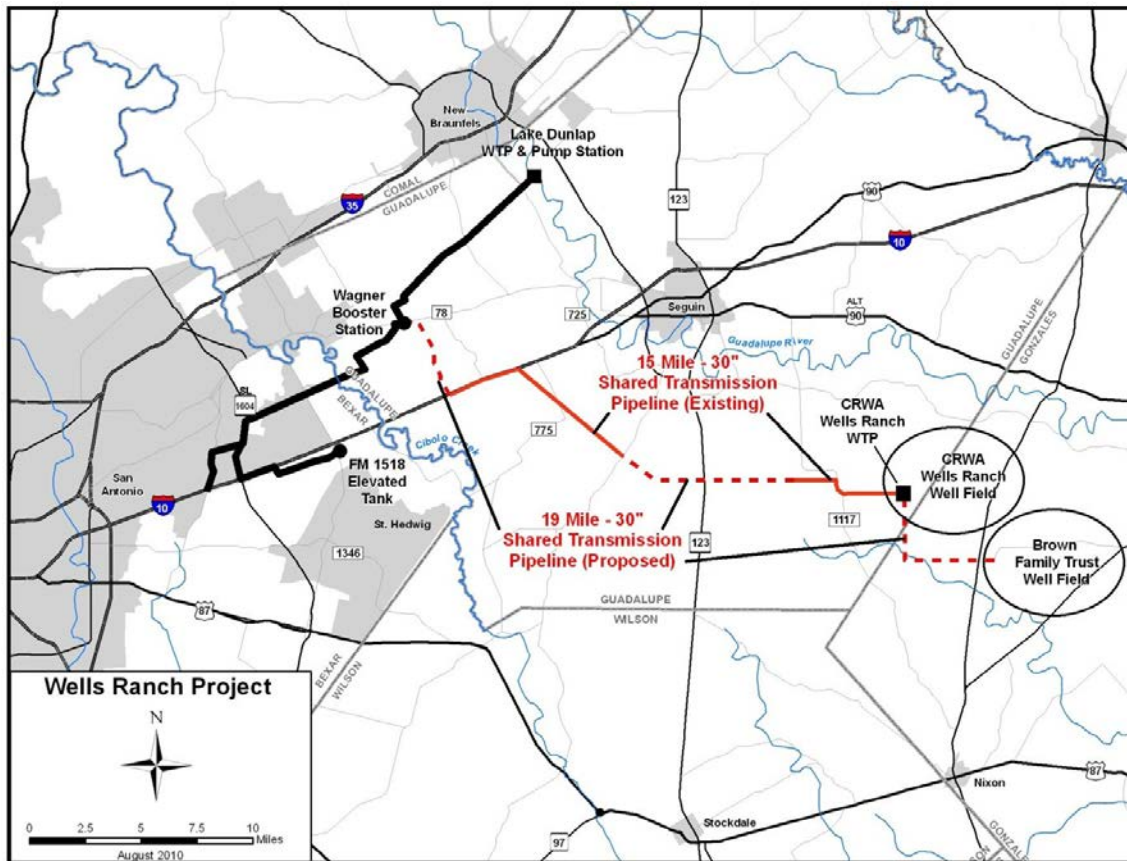 New
Braunfels
Lake Dunlap
WTP & Pump Station
COMAL
GUADALUPE
35
123
90
10
Wagner
Booster
Station
78
725
Seguin
ALT
90
Guadalupe River
GUADALUPE
GONZALES
15 Mile - 30"
Shared Transmission
Pipeline (Existing)
GUADALUPE
BEXAR
SL
1604
775
Cibolo Creek
CRWA
Wells Ranch
WTP
CRWA
Wells Ranch
Well Field
San
Antonio
10
FM 1518
Elevated
Tank
St. Hedwig
1346
19 Mile - 30"
Shared Transmission
Pipeline (Proposed)
123
1117
Brown
Family Trust
Well Field
87
GUADALUPE
WILSON
BEXAR
WILSON
Wells Ranch Project
N
0 2.5 5 7.5 10
Miles
August 2010
97
Stockdale
Nixon
87
GONZALES